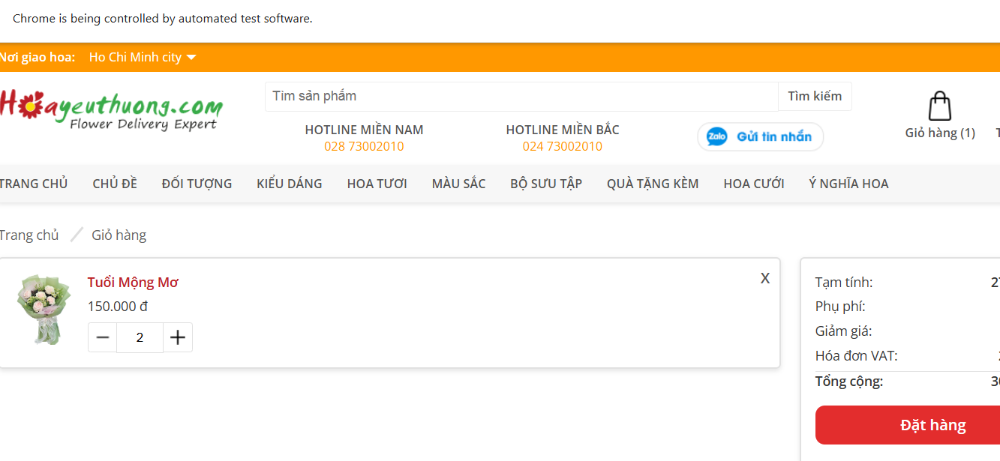 Chrome is being controlled by automated test software.
Nơi giao hoa: Ho Chi Minh city
Hoayeuthuong.com
Flower Delivery Expert
Tìm sản phẩm
Tìm kiếm
HOTLINE MIỀN NAM
028 73002010
HOTLINE MIỀN BẮC
024 73002010
Zalo Gửi tin nhắn
Giỏ hàng (1)
TRANG CHỦ CHỦ ĐỀ ĐỐI TƯỢNG KIỂU DÁNG HOA TƯƠI MÀU SẮC BỘ SƯU TẬP QUÀ TẶNG KÈM HOA CƯỚI Ý NGHĨA HOA
Trang chủ / Giỏ hàng
Tuổi Mộng Mơ
X
150.000 đ
− 2 +
Tạm tính:
Phụ phí:
Giảm giá:
Hóa đơn VAT:
Tổng cộng:
Đặt hàng